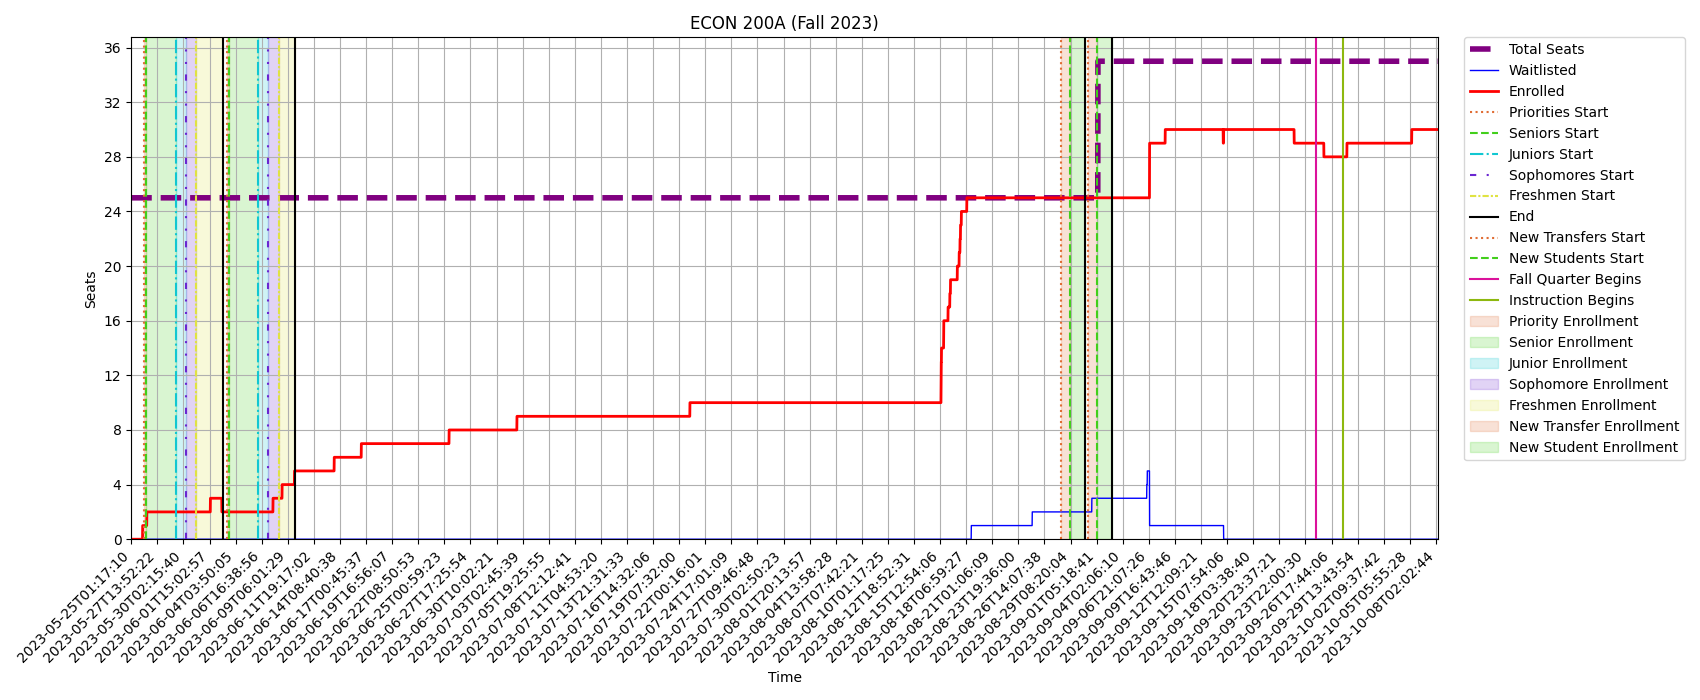 ECON 200A (Fall 2023)
Seats
36
32
28
24
20
16
12
8
4
0
2023-05-25T01:17:10
2023-05-27T13:52:22
2023-05-30T02:15:40
2023-06-01T15:02:57
2023-06-04T03:50:05
2023-06-06T16:38:56
2023-06-09T06:01:29
2023-06-11T19:17:02
2023-06-14T08:40:38
2023-06-17T00:45:37
2023-06-19T16:56:07
2023-06-22T08:50:53
2023-06-25T00:59:23
2023-06-27T17:25:54
2023-06-30T10:02:21
2023-07-03T02:45:39
2023-07-05T19:25:55
2023-07-08T12:12:41
2023-07-11T04:53:20
2023-07-13T21:31:33
2023-07-16T14:32:06
2023-07-19T07:32:00
2023-07-22T00:16:01
2023-07-24T17:01:09
2023-07-27T09:46:48
2023-07-30T02:50:23
2023-08-01T20:13:57
2023-08-04T13:58:28
2023-08-07T07:42:21
2023-08-10T01:17:25
2023-08-12T18:52:31
2023-08-15T12:54:06
2023-08-18T06:59:27
2023-08-21T01:06:09
2023-08-23T19:36:00
2023-08-26T14:07:38
2023-08-29T08:20:04
2023-09-01T05:18:41
2023-09-04T02:06:10
2023-09-06T21:07:26
2023-09-09T16:43:46
2023-09-12T12:09:21
2023-09-15T07:54:06
2023-09-18T03:38:40
2023-09-20T23:37:21
2023-09-23T22:00:30
2023-09-26T17:44:06
2023-09-29T13:43:54
2023-10-02T09:37:42
2023-10-05T05:55:28
2023-10-08T02:02:44
Time
Total Seats
Waitlisted
Enrolled
Priorities Start
Seniors Start
Juniors Start
Sophomores Start
Freshmen Start
End
New Transfers Start
New Students Start
Fall Quarter Begins
Instruction Begins
Priority Enrollment
Senior Enrollment
Junior Enrollment
Sophomore Enrollment
Freshmen Enrollment
New Transfer Enrollment
New Student Enrollment